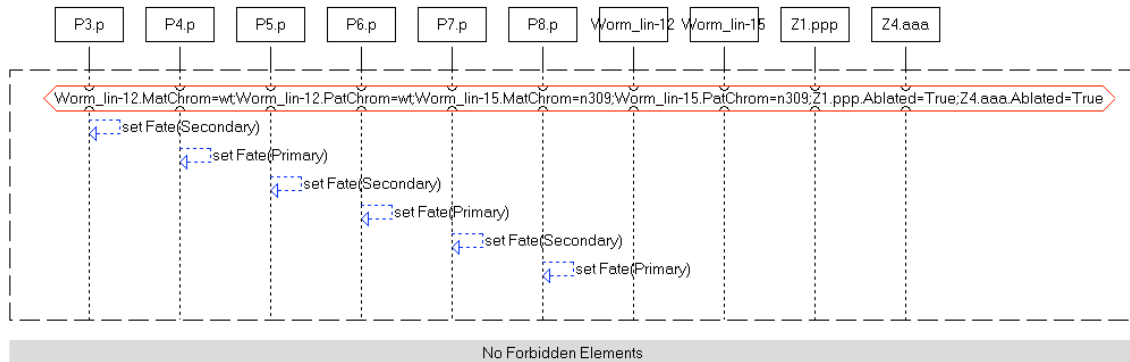 P3.p P4.p P5.p P6.p P7.p P8.p Worm_lin-12 Worm_lin-15 Z1.ppp Z4.aaa
Worm_lin-12.MatChrom=wt;Worm_lin-12.PatChrom=wt;Worm_lin-15.MatChrom=n309;Worm_lin-15.PatChrom=n309;Z1.ppp.Ablated=True;Z4.aaa.Ablated=True
set Fate(Secondary)
set Fate(Primary)
set Fate(Secondary)
set Fate(Primary)
set Fate(Secondary)
set Fate(Primary)
No Forbidden Elements